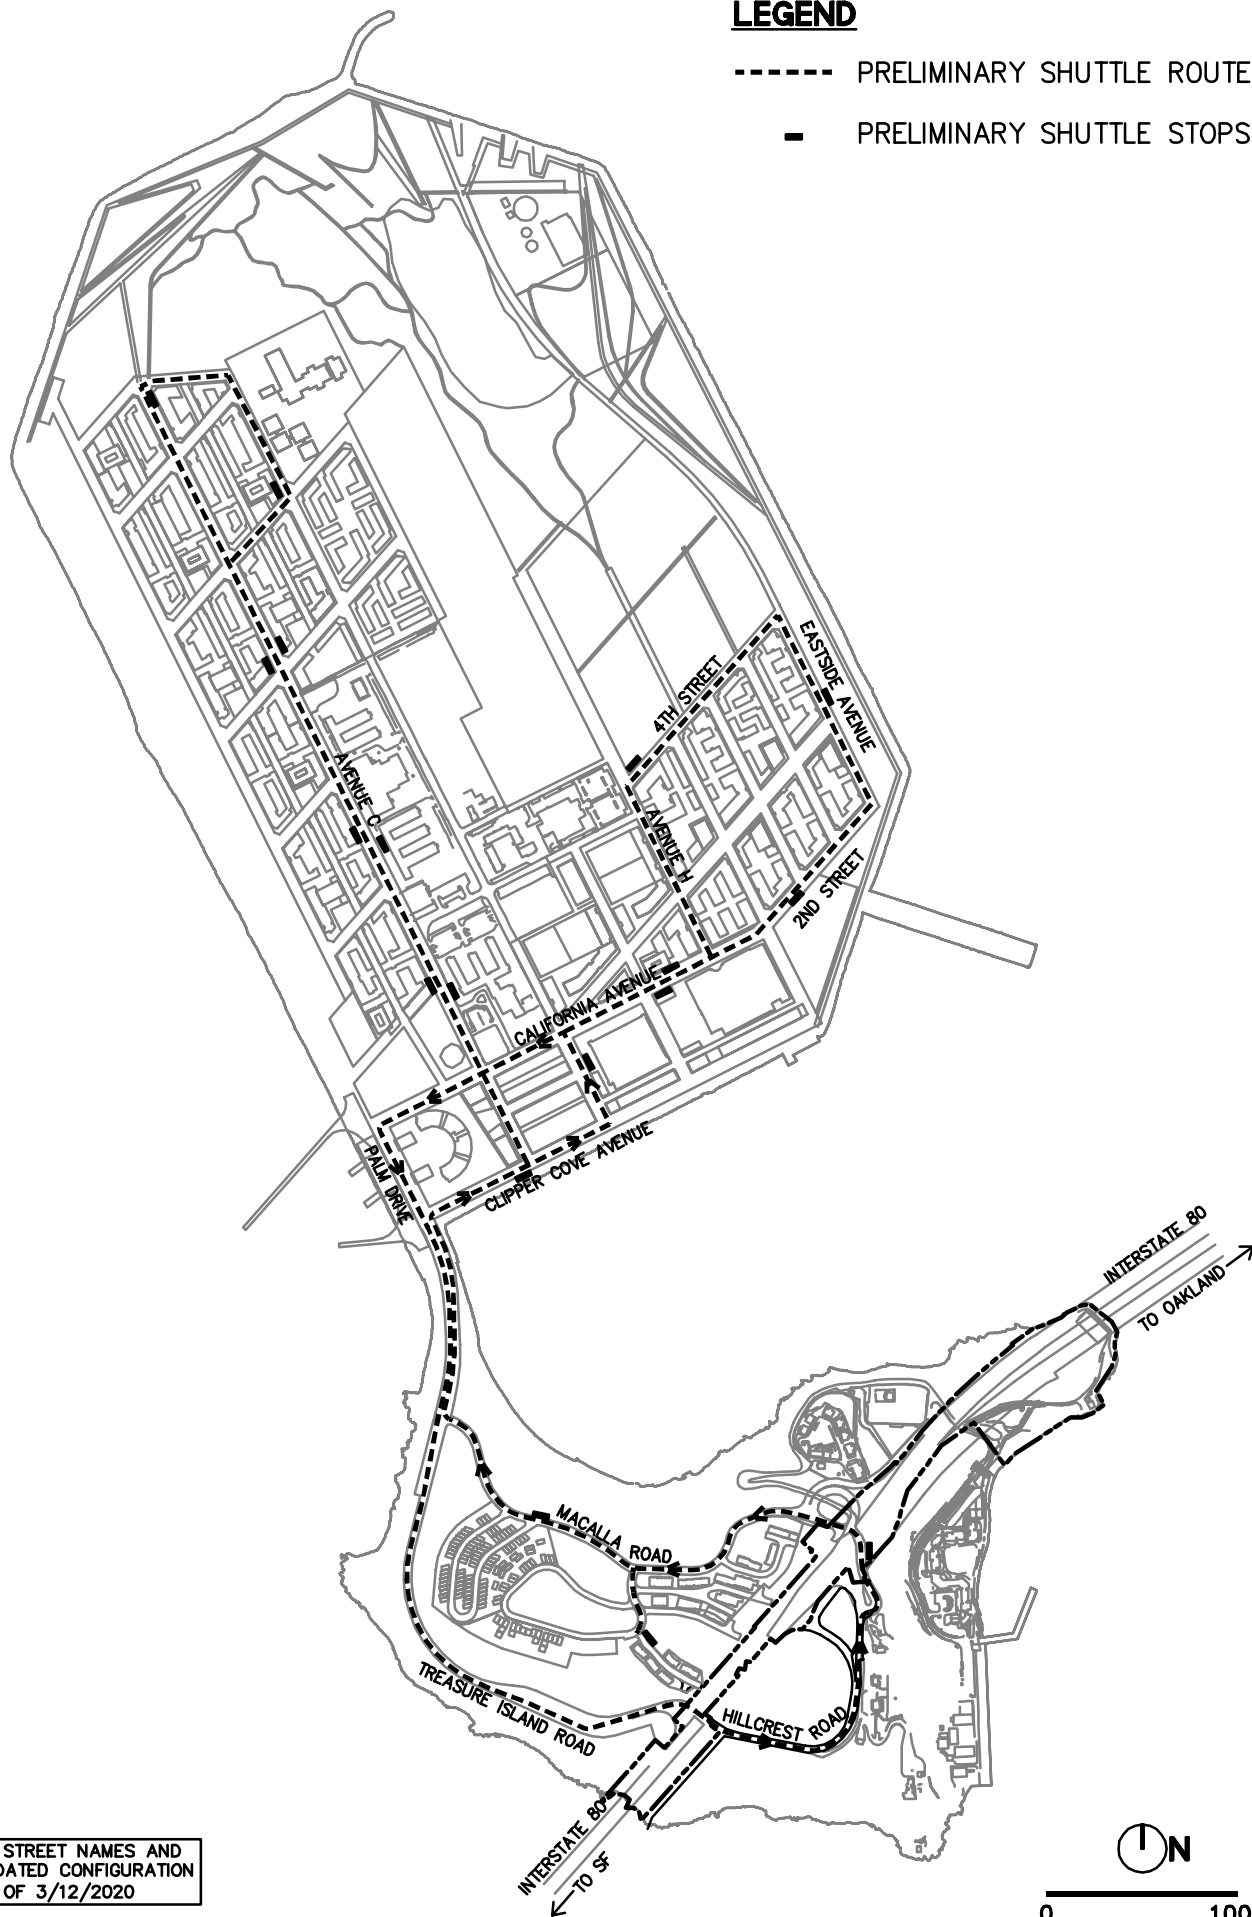 LEGEND
PRELIMINARY SHUTTLE ROUTE
PRELIMINARY SHUTTLE STOPS
EASTSIDE AVENUE
4TH STREET
AVENUE C
AVENUE H
2ND STREET
CALIFORNIA AVENUE
CLIPPER COVE AVENUE
PALM DRIVE
INTERSTATE 80
TO OAKLAND
MACALLA ROAD
TREASURE ISLAND ROAD
HILLCREST ROAD
INTERSTATE 80
TO SF
STREET NAMES AND
DATED CONFIGURATION
OF 3/12/2020
N
0 100